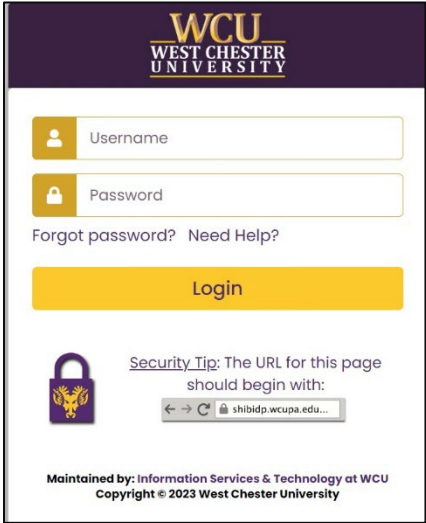 WCU
WEST CHESTER
UNIVERSITY
Username
Password
Forgot password? Need Help?
Login
Security Tip: The URL for this page
should begin with:
shibidp.wcupa.edu...
Maintained by: Information Services & Technology at WCU
Copyright © 2023 West Chester University